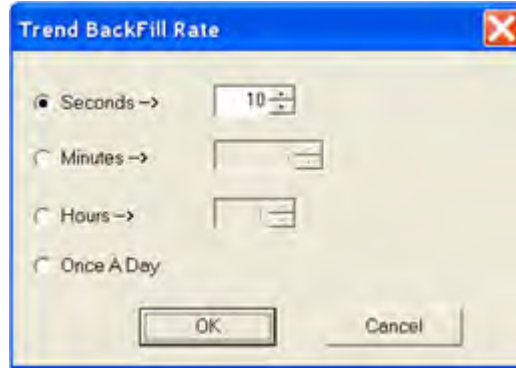 Trend BackFill Rate
Seconds --> 10
Minutes -->
Hours -->
Once A Day
OK Cancel